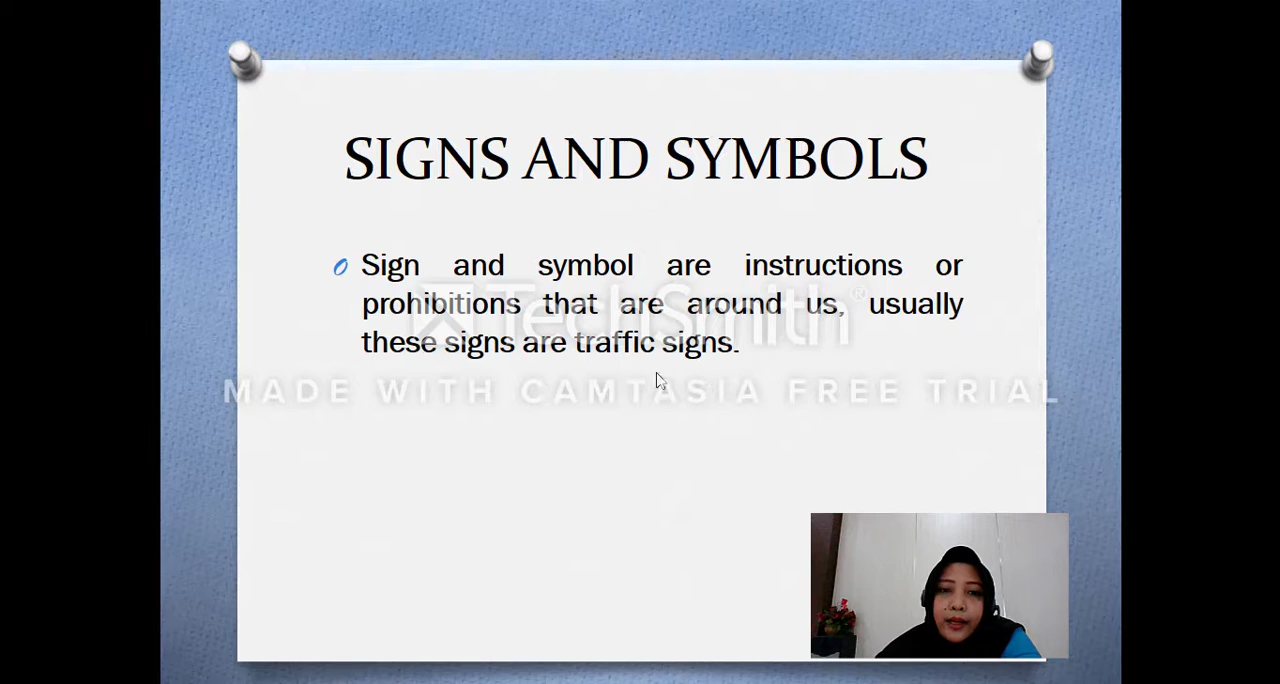 SIGNS AND SYMBOLS
Sign and symbol are instructions or
prohibitions that are around us, usually
these signs are traffic signs.
TechSmith®
MADE WITH CAMTASIA FREE TRIAL